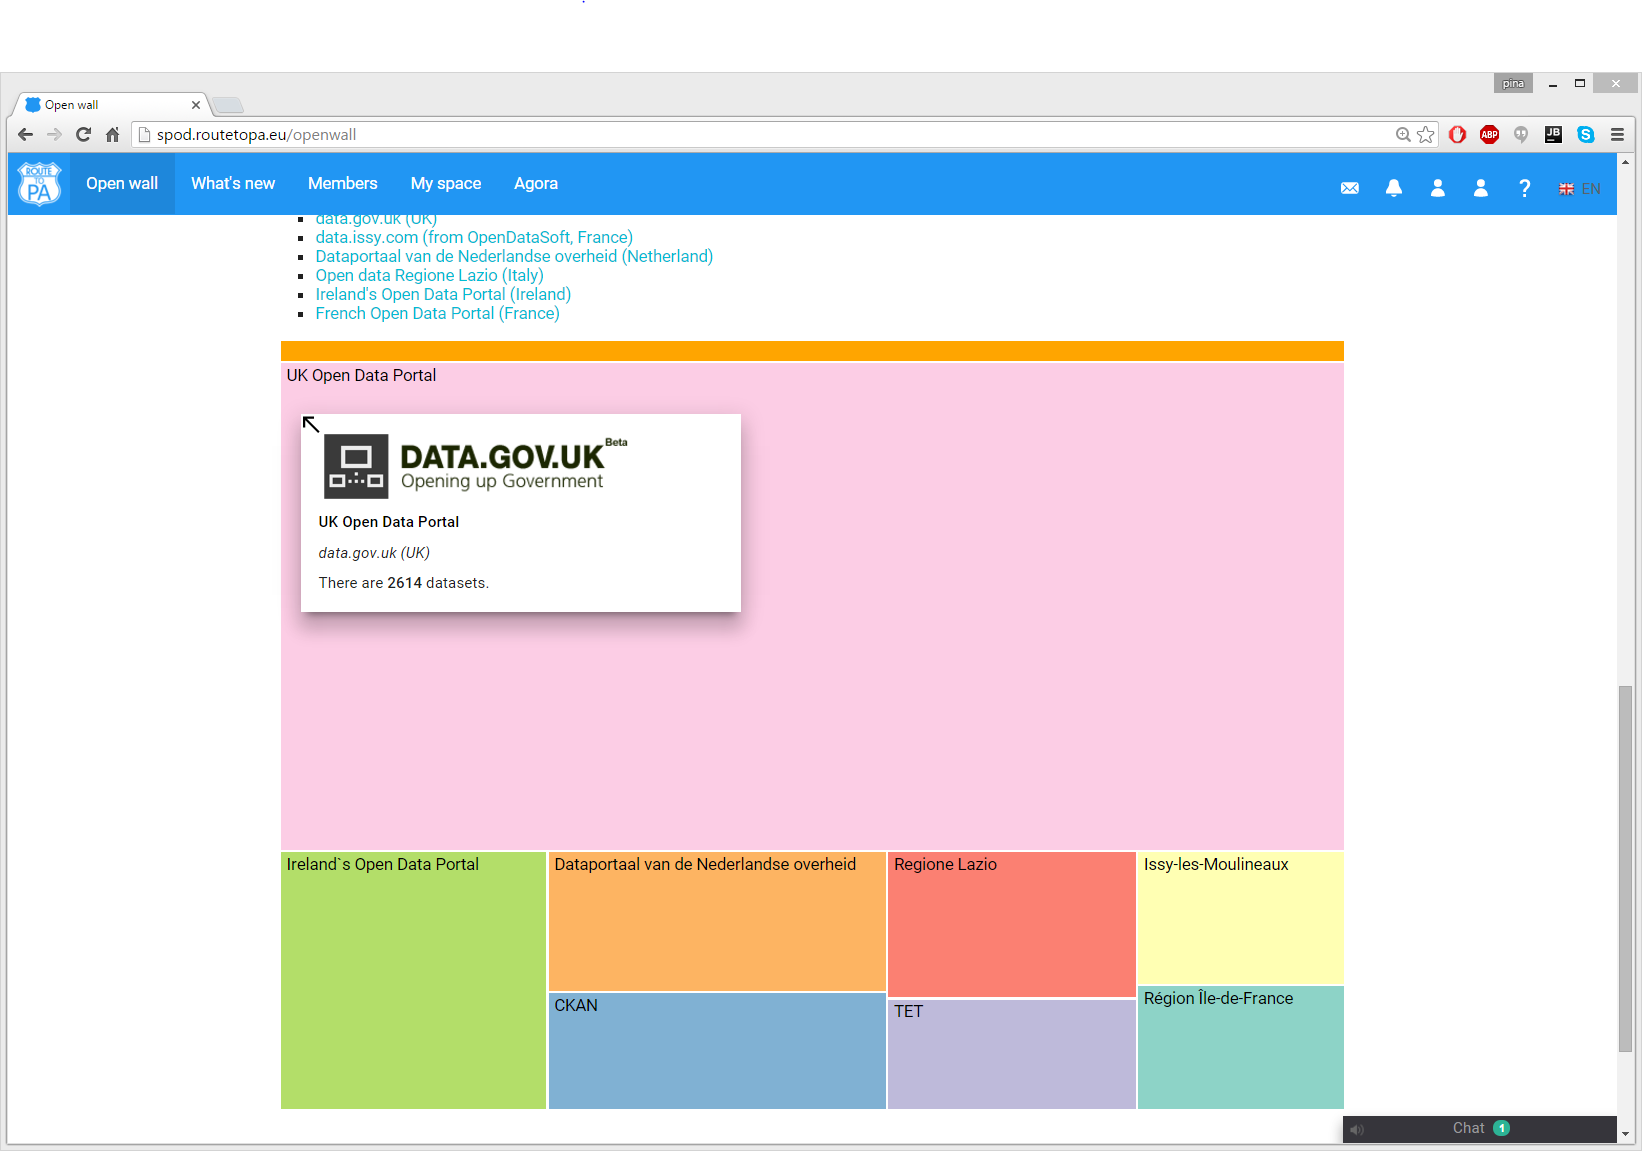 pina
Open wall
spod.routetopa.eu/openwall
ABP
JB
ROUTE
TO
PA
Open wall
What's new
Members
My space
Agora
?
EN
data.gov.uk (UK)
data.issy.com (from OpenDataSoft, France)
Dataportaal van de Nederlandse overheid (Netherland)
Open data Regione Lazio (Italy)
Ireland's Open Data Portal (Ireland)
French Open Data Portal (France)
UK Open Data Portal
DATA.GOV.UK Beta
Opening up Government
UK Open Data Portal
data.gov.uk (UK)
There are 2614 datasets.
Ireland`s Open Data Portal
Dataportaal van de Nederlandse overheid
Regione Lazio
Issy-les-Moulineaux
CKAN
TET
Région Île-de-France
Chat 1